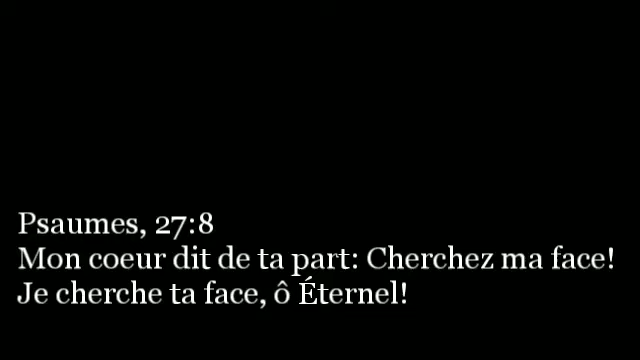 Psaumes, 27:8
Mon coeur dit de ta part: Cherchez ma face!
Je cherche ta face, ô Éternel!